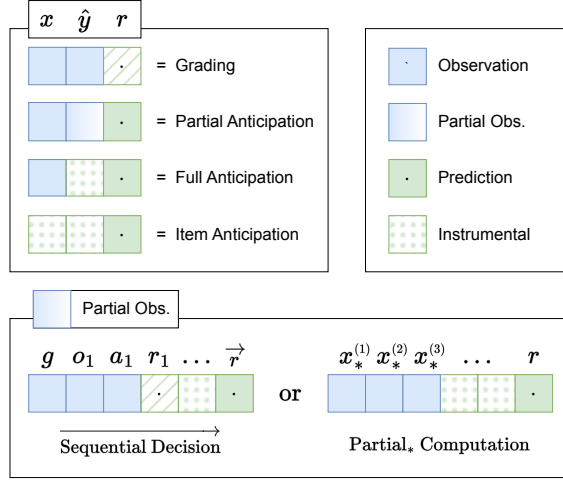 x ŷ r
= Grading
= Partial Anticipation
= Full Anticipation
= Item Anticipation
Observation
Partial Obs.
Prediction
Instrumental
Partial Obs.
g o₁ a₁ r₁ … r⃗
Sequential Decision
or
x⁽¹⁾₊ x⁽²⁾₊ x⁽³⁾₊ … r
Partial₊ Computation